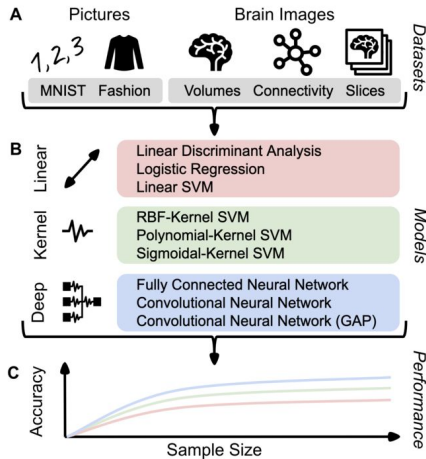 Pictures
Brain Images
A
1,2,3
MNIST
Fashion
Volumes
Connectivity
Slices
Datasets
B
Linear
Linear Discriminant Analysis
Logistic Regression
Linear SVM
Kernel
RBF-Kernel SVM
Polynomial-Kernel SVM
Sigmoidal-Kernel SVM
Models
Deep
Fully Connected Neural Network
Convolutional Neural Network
Convolutional Neural Network (GAP)
C
Accuracy
Sample Size
Performance